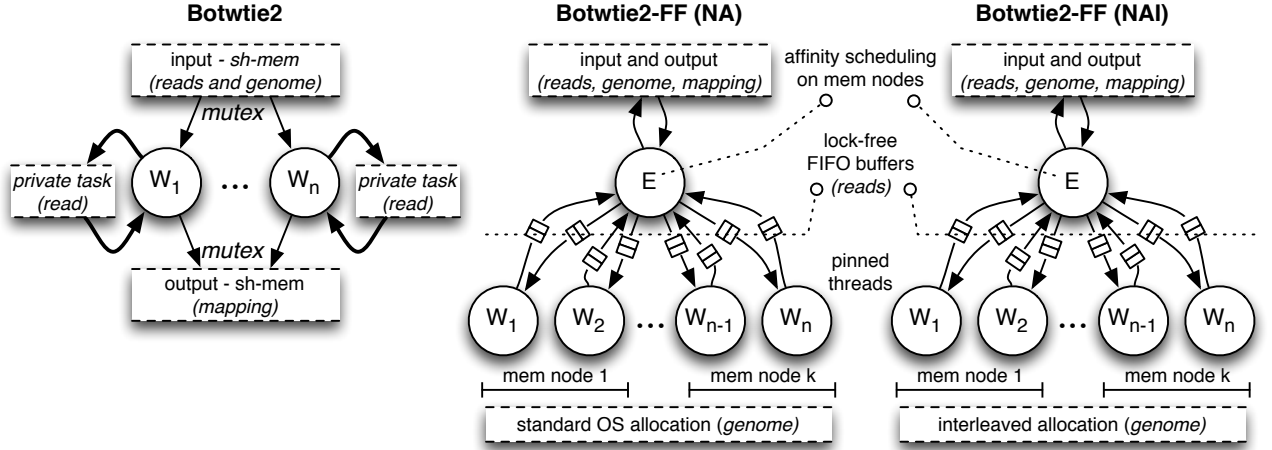 Botwtie2
input - sh-mem
(reads and genome)
mutex
private task
(read)
W1
...
Wn
private task
(read)
mutex
output - sh-mem
(mapping)
Botwtie2-FF (NA)
input and output
(reads, genome, mapping)
E
W1
W2
...
Wn-1
Wn
mem node 1
mem node k
standard OS allocation (genome)
affinity scheduling
on mem nodes
lock-free
FIFO buffers
(reads)
pinned
threads
Botwtie2-FF (NAI)
input and output
(reads, genome, mapping)
E
W1
W2
...
Wn-1
Wn
mem node 1
mem node k
interleaved allocation (genome)